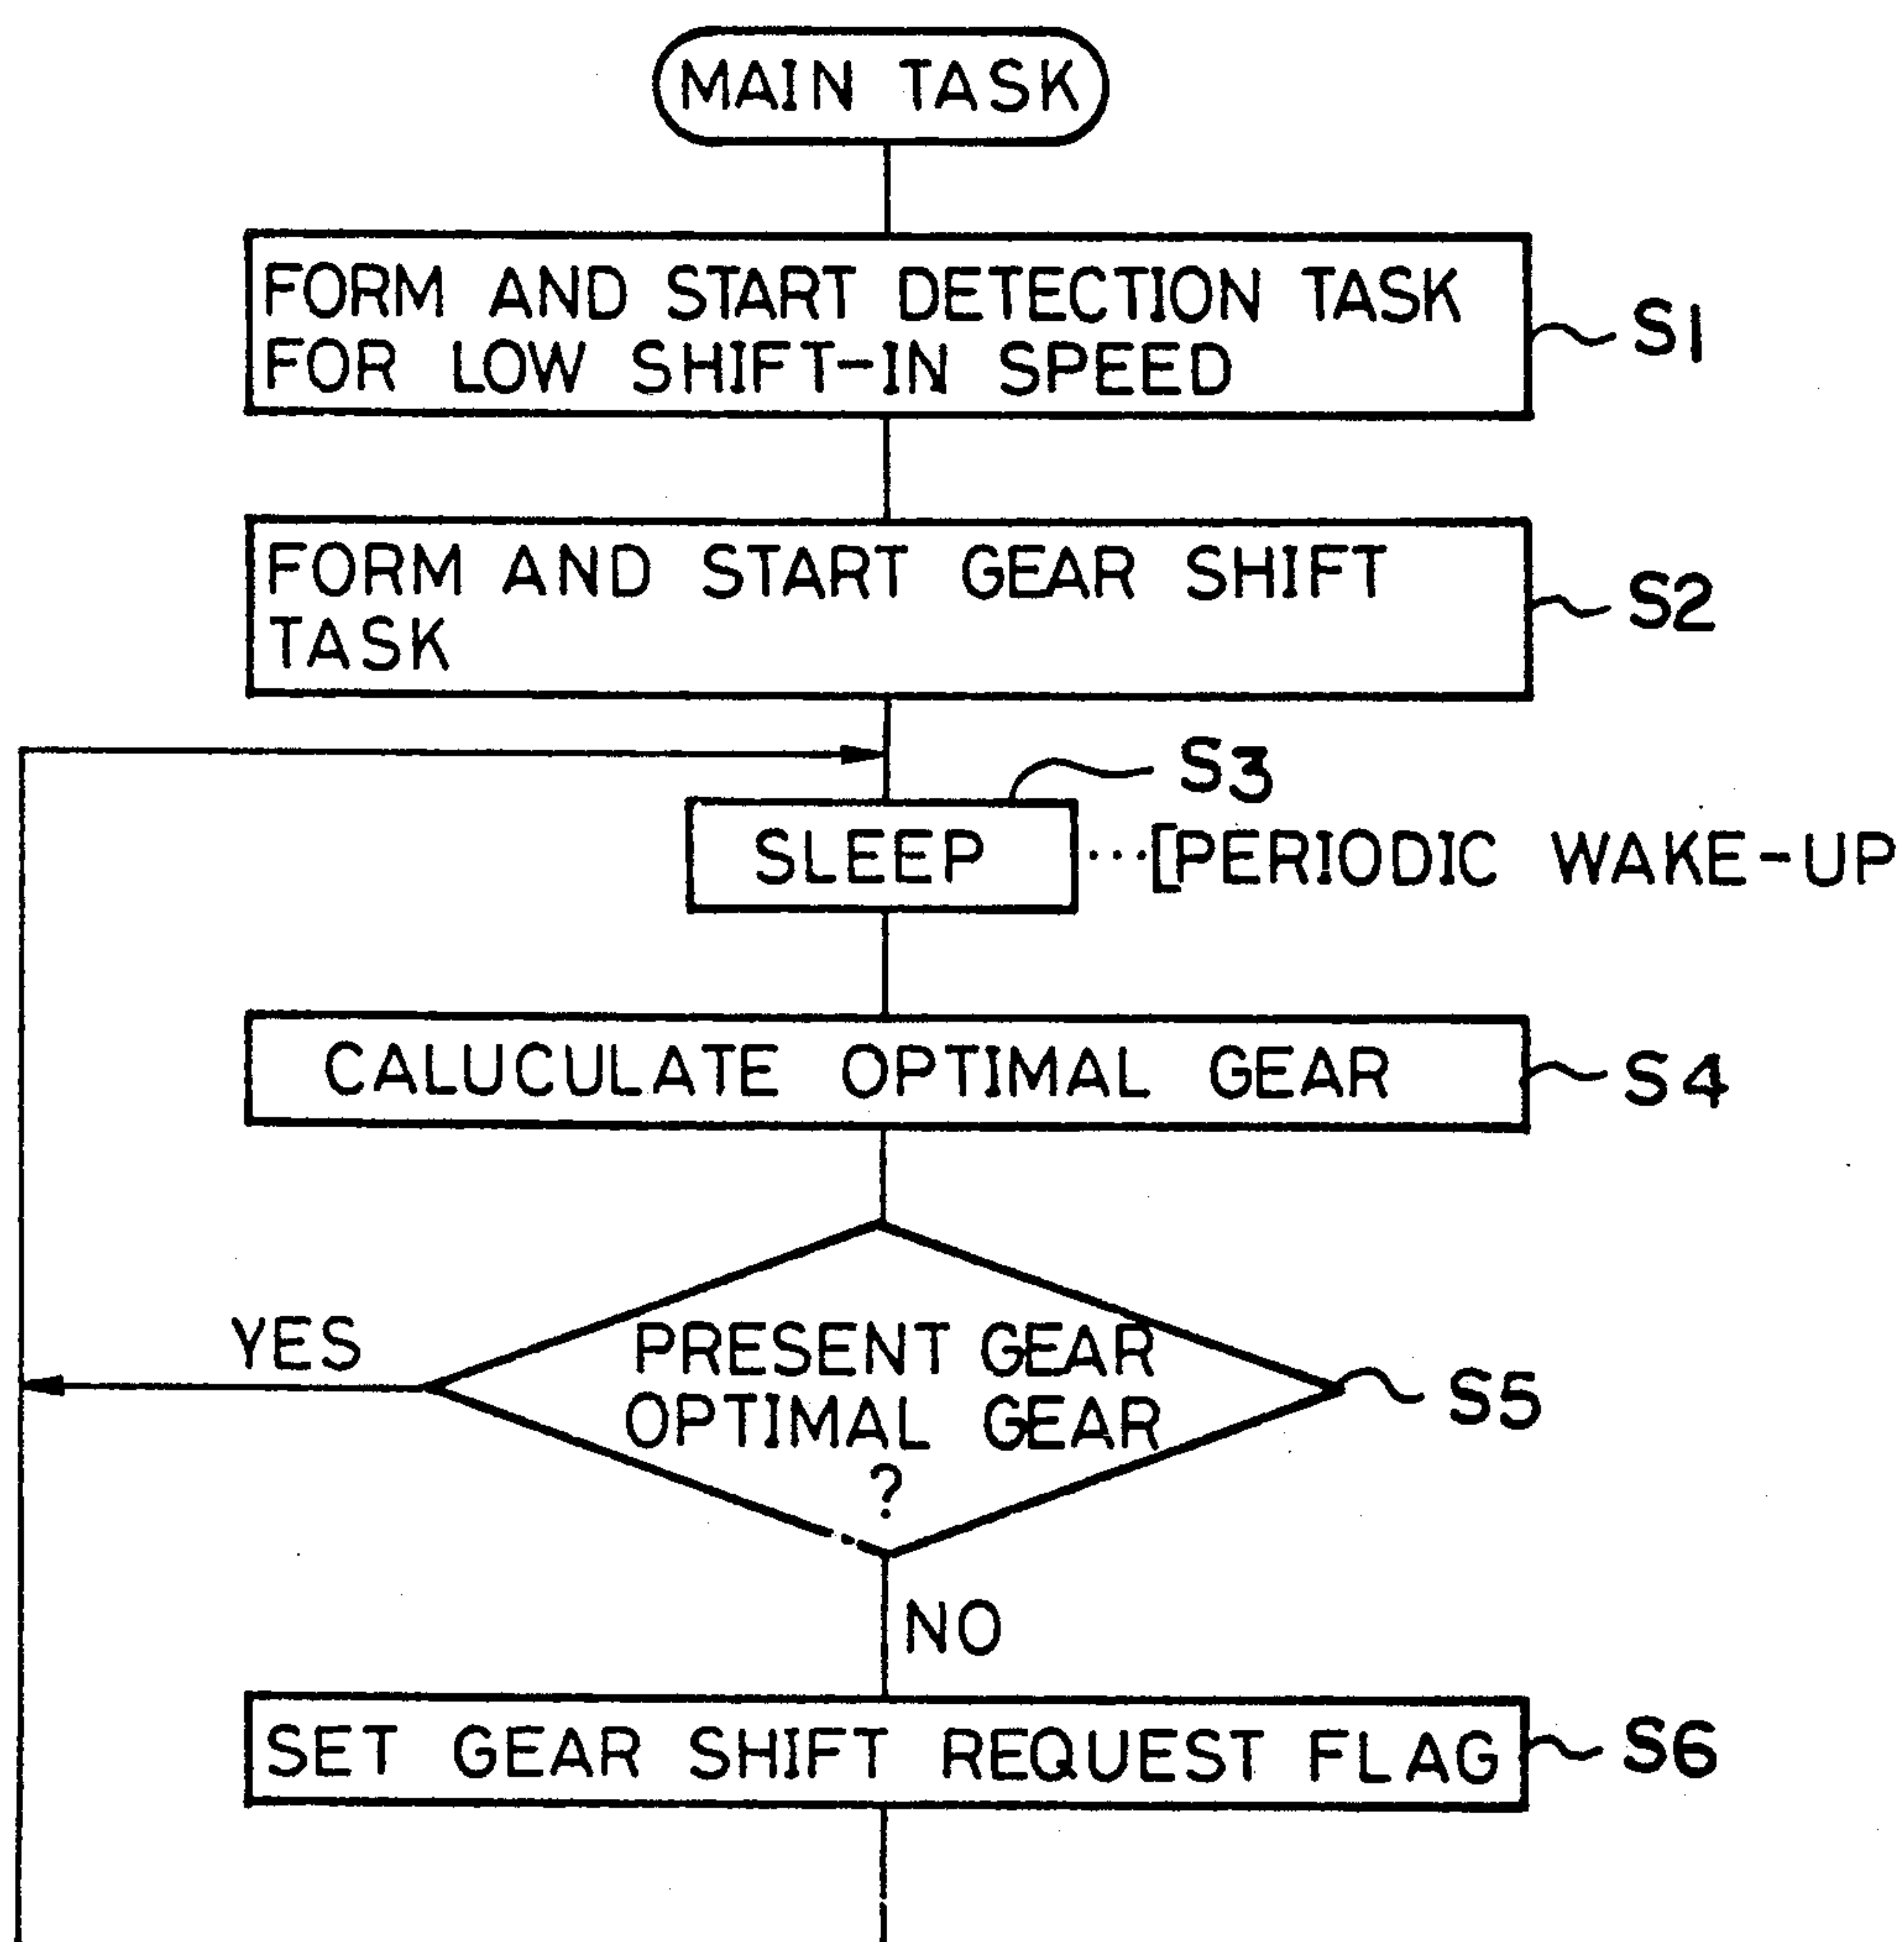 MAIN TASK
FORM AND START DETECTION TASK
FOR LOW SHIFT-IN SPEED
S1
FORM AND START GEAR SHIFT
TASK
S2
S3
SLEEP ···[PERIODIC WAKE-UP
CALUCULATE OPTIMAL GEAR
S4
YES
PRESENT GEAR
OPTIMAL GEAR
?
S5
NO
SET GEAR SHIFT REQUEST FLAG
S6